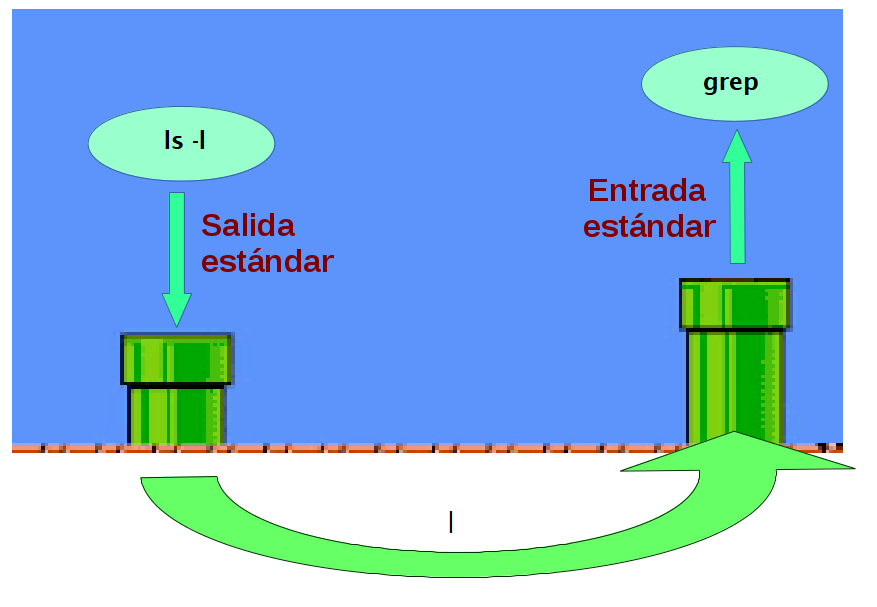 grep
ls -l
Entrada
estándar
Salida
estándar
|